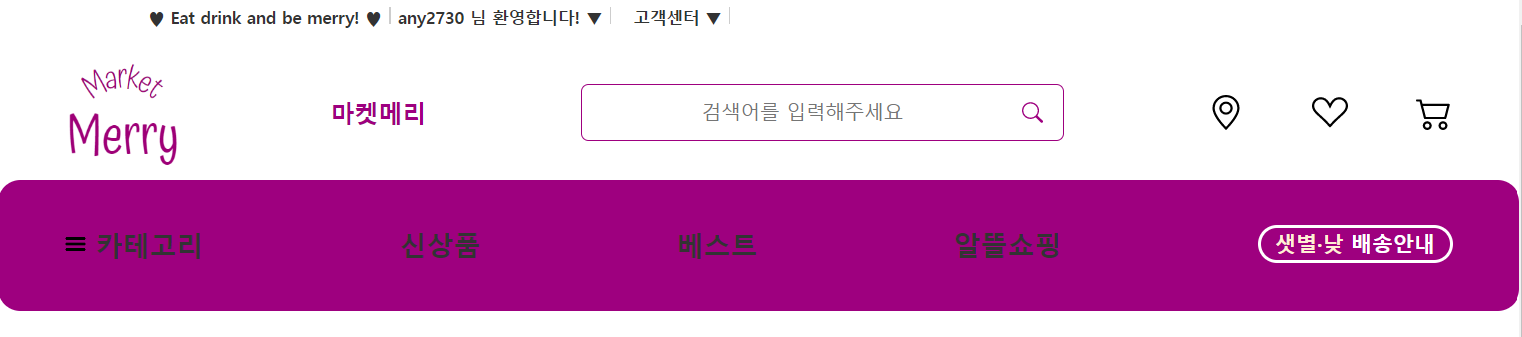 ♥ Eat drink and be merry! ♥ any2730 님 환영합니다! ▼ 고객센터 ▼
Market
Merry
마켓메리
검색어를 입력해주세요
카테고리 신상품 베스트 알뜰쇼핑 샛별·낮 배송안내